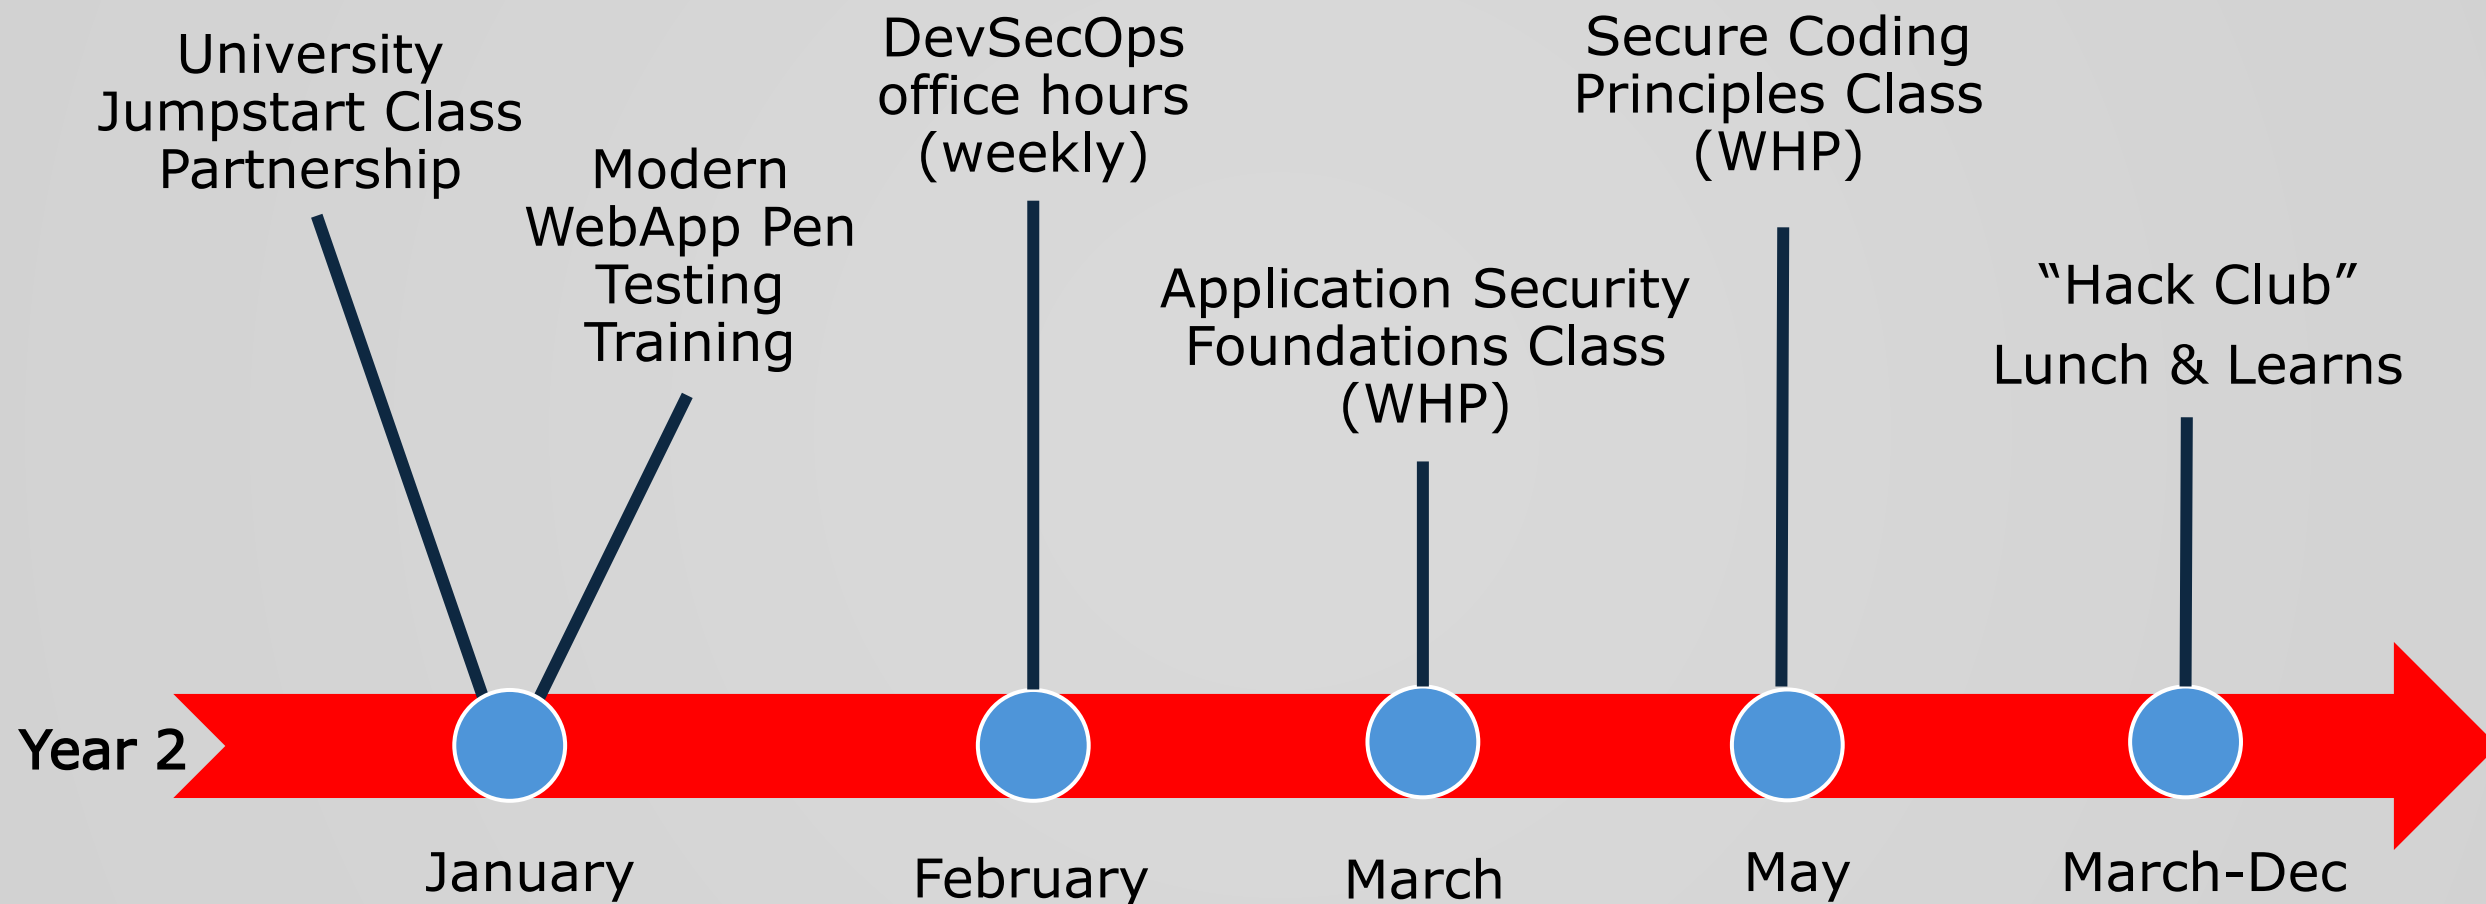 University
Jumpstart Class
Partnership
Modern
WebApp Pen
Testing
Training
DevSecOps
office hours
(weekly)
Application Security
Foundations Class
(WHP)
Secure Coding
Principles Class
(WHP)
“Hack Club”
Lunch & Learns
Year 2
January
February
March
May
March-Dec